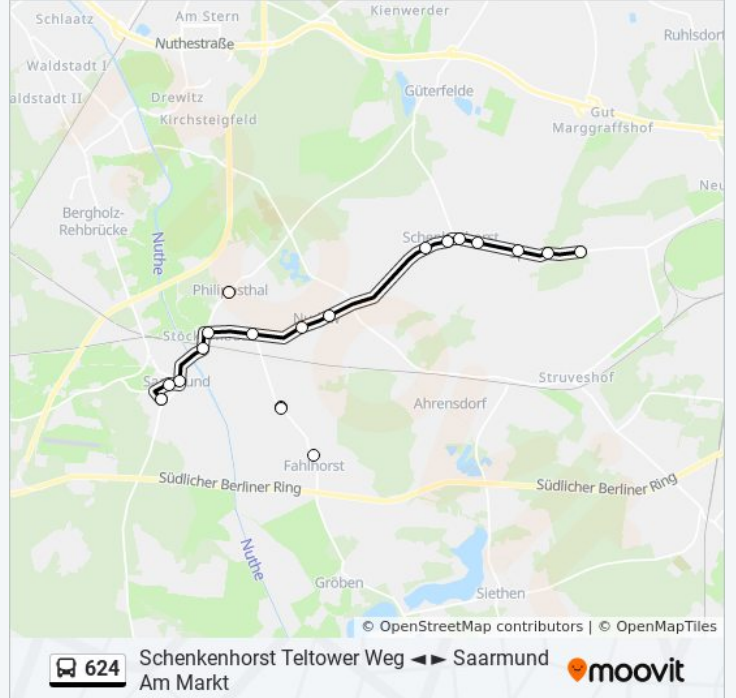 Kienwerder
Schlaatz
Am Stern
Ruhlsdorf
Nuthestraße
Waldstadt I
Güterfelde
aldstadt II
Drewitz
Kirchsteigfeld
Gut
Marggraffshof
Neu
Bergholz-
Rehbrücke
Nuthe
Schenkenhorst
Philippsthal
Struveshof
Ahrensdorf
Fahlhorst
Südlicher Berliner Ring
Südlicher Berliner Ring
Nuthe
Gröben
Siethen
© OpenStreetMap contributors | © OpenMapTiles
624
Schenkenhorst Teltower Weg ◄ ► Saarmund
Am Markt
moovit